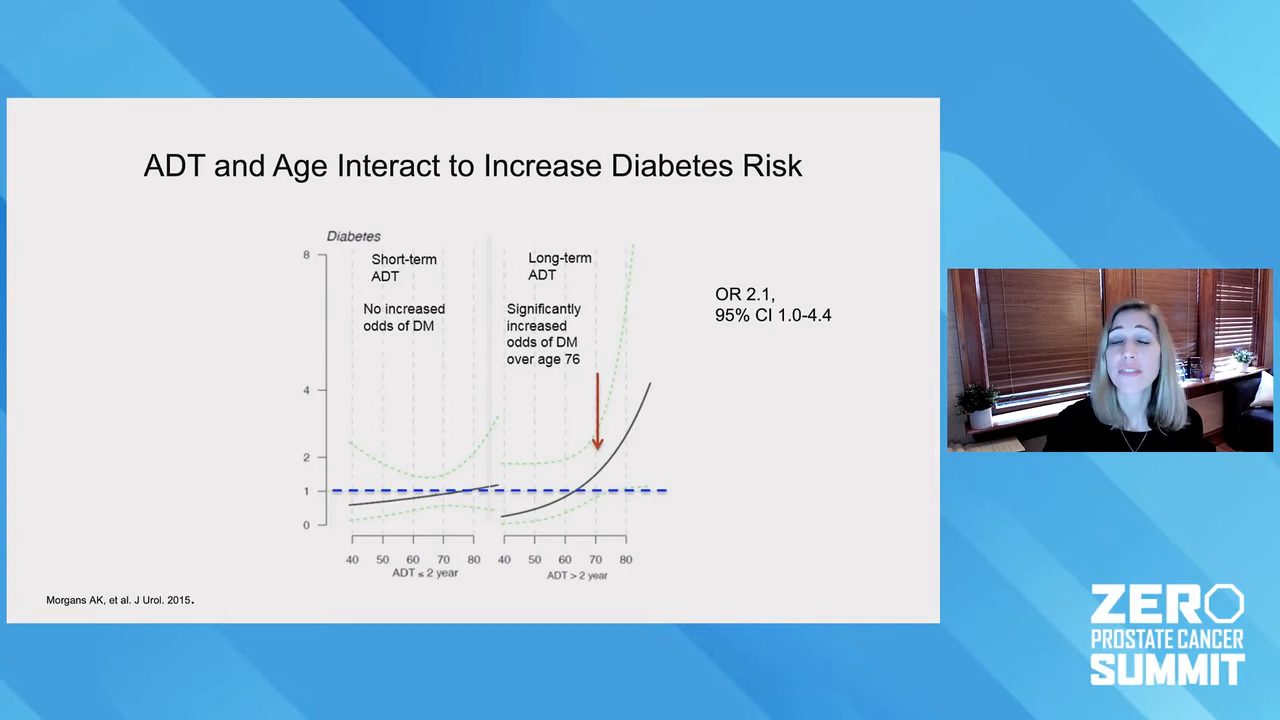 ADT and Age Interact to Increase Diabetes Risk
Diabetes
8
4
2
1
0
Short-term
ADT
No increased
odds of DM
Long-term
ADT
Significantly
increased
odds of DM
over age 76
OR 2.1,
95% CI 1.0-4.4
40 50 60 70 80
ADT ≤ 2 year
40 50 60 70 80
ADT > 2 year
Morgans AK, et al. J Urol. 2015.
ZERO
PROSTATE CANCER
SUMMIT